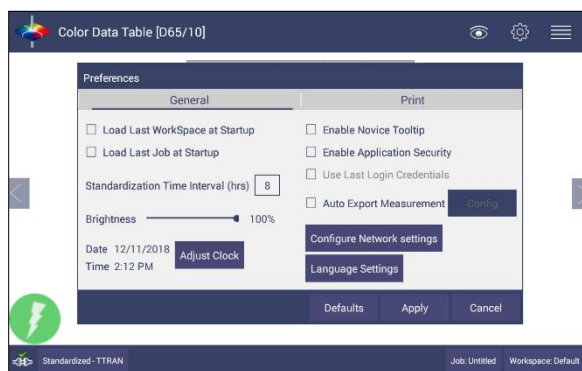 Color Data Table [D65/10]
Preferences
General
Print
Load Last WorkSpace at Startup
Load Last Job at Startup
Standardization Time Interval (hrs) 8
Brightness 100%
Date 12/11/2018
Time 2:12 PM
Adjust Clock
Enable Novice Tooltip
Enable Application Security
Use Last Login Credentials
Auto Export Measurement Config
Configure Network settings
Language Settings
Defaults Apply Cancel
Standardized - TTRAN
Job: Untitled Workspace: Default